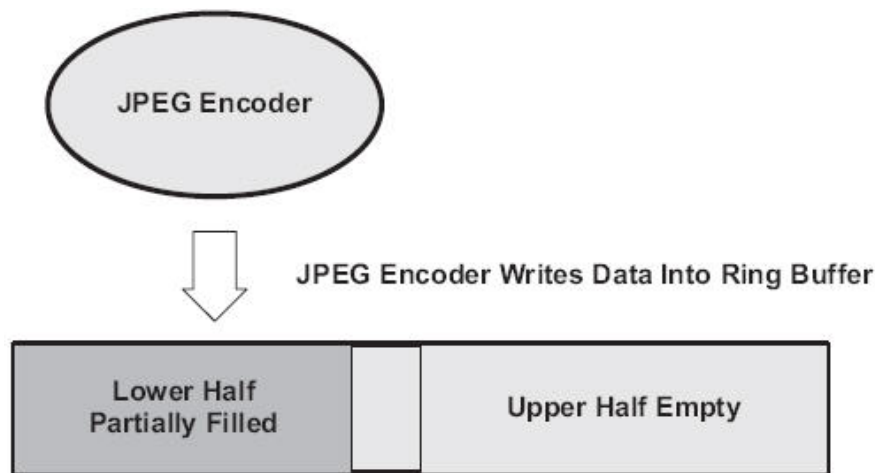 JPEG Encoder
JPEG Encoder Writes Data Into Ring Buffer
Lower Half
Partially Filled
Upper Half Empty